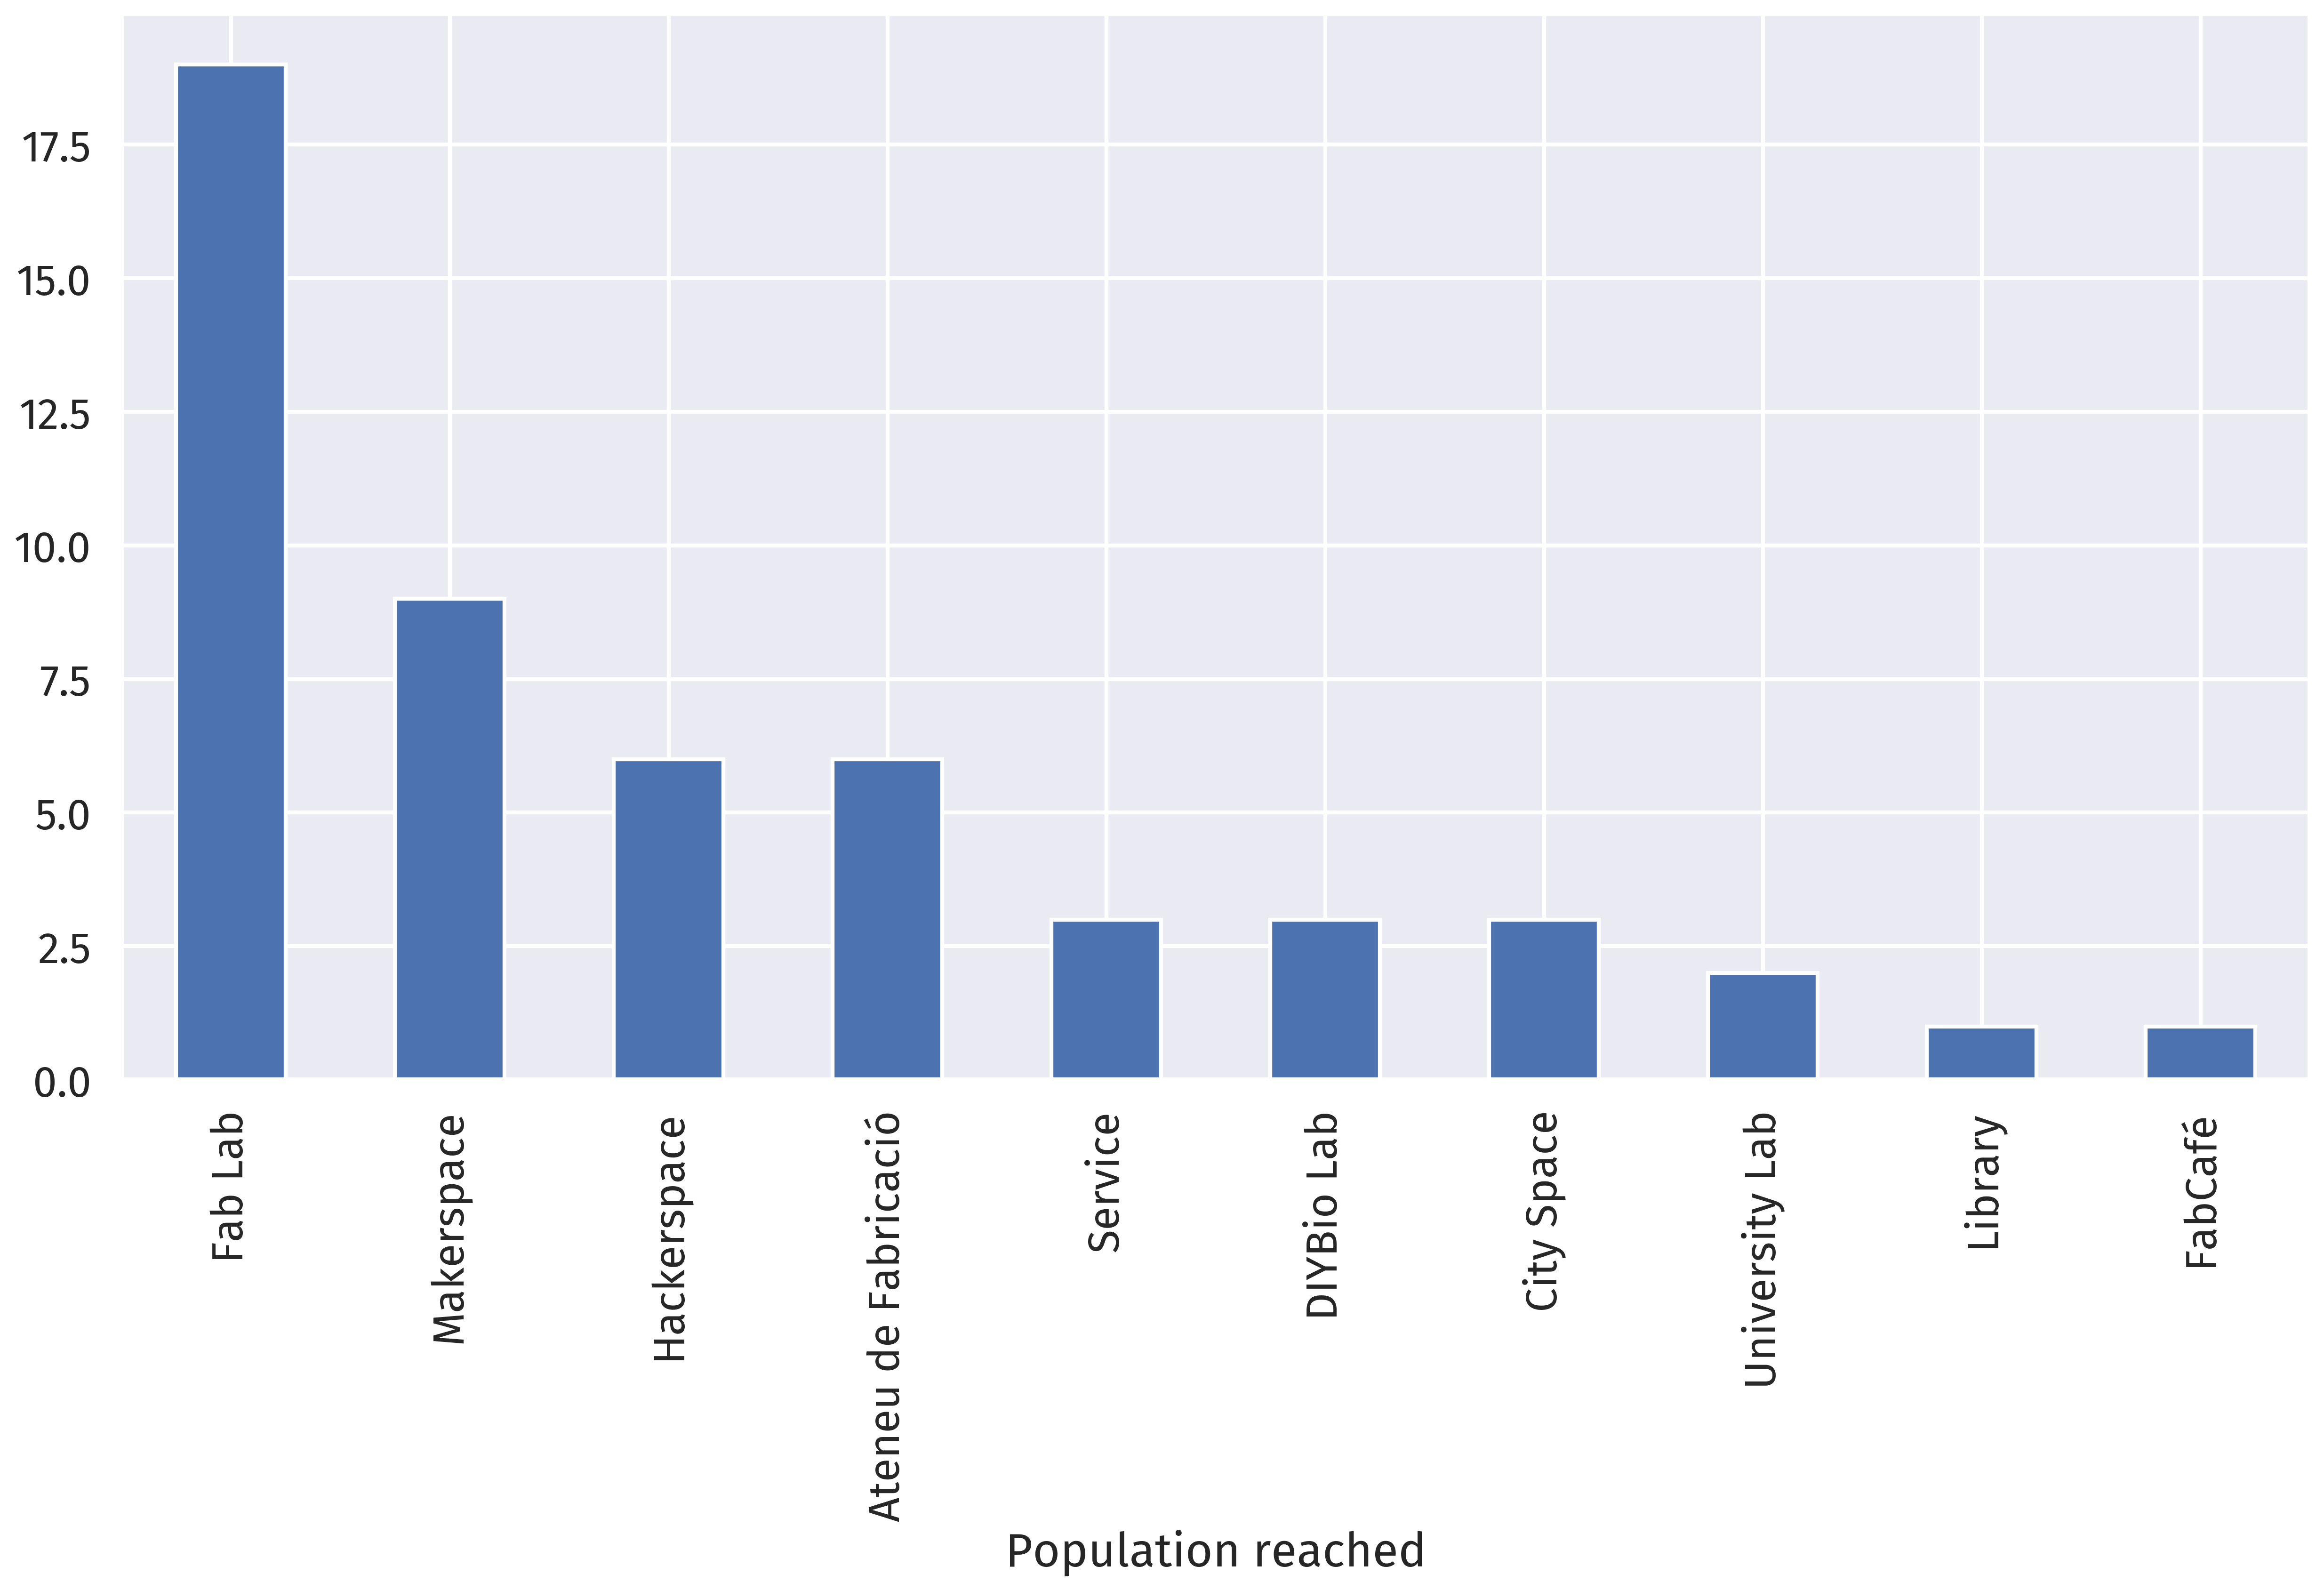 17.5
15.0
12.5
10.0
7.5
5.0
2.5
0.0
Fab Lab
Makerspace
Hackerspace
Ateneu de Fabricació
Service
DIYBio Lab
City Space
University Lab
Library
FabCafé
Population reached